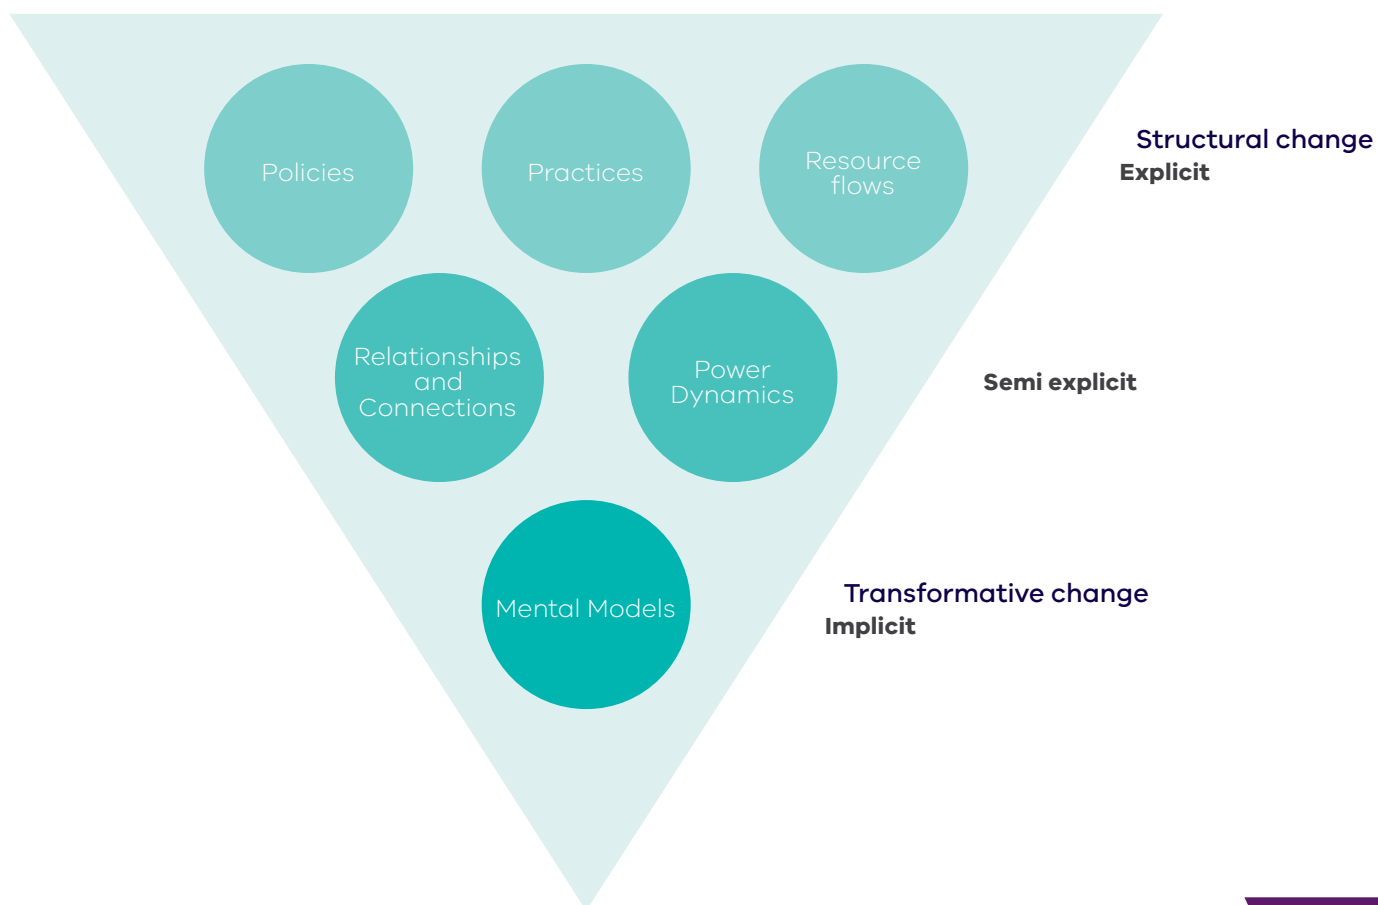 Policies
Practices
Resource
flows
Structural change
Explicit
Relationships
and
Connections
Power
Dynamics
Semi explicit
Mental Models
Transformative change
Implicit